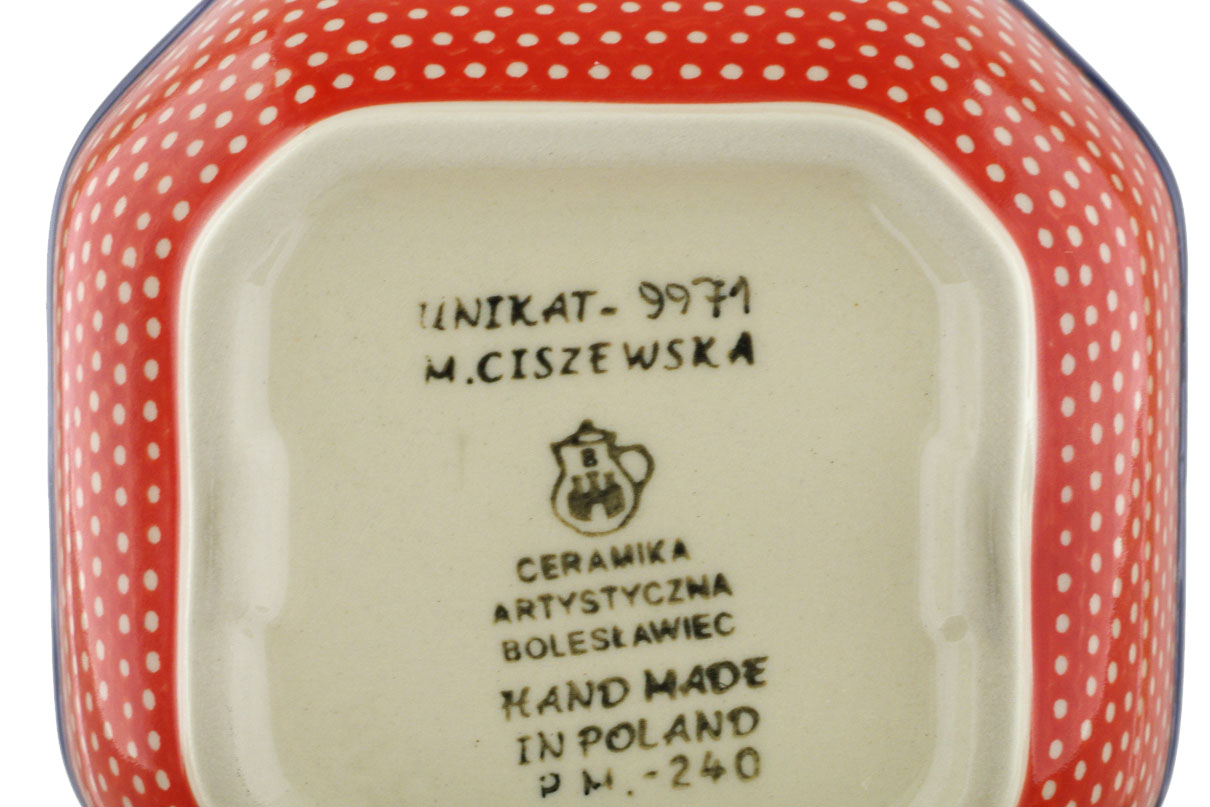 UNIKAT- 9971
M.CISZEWSKA
B
CERAMIKA
ARTYSTYCZNA
BOLESŁAWIEC
HAND MADE
IN POLAND
P.M.-240